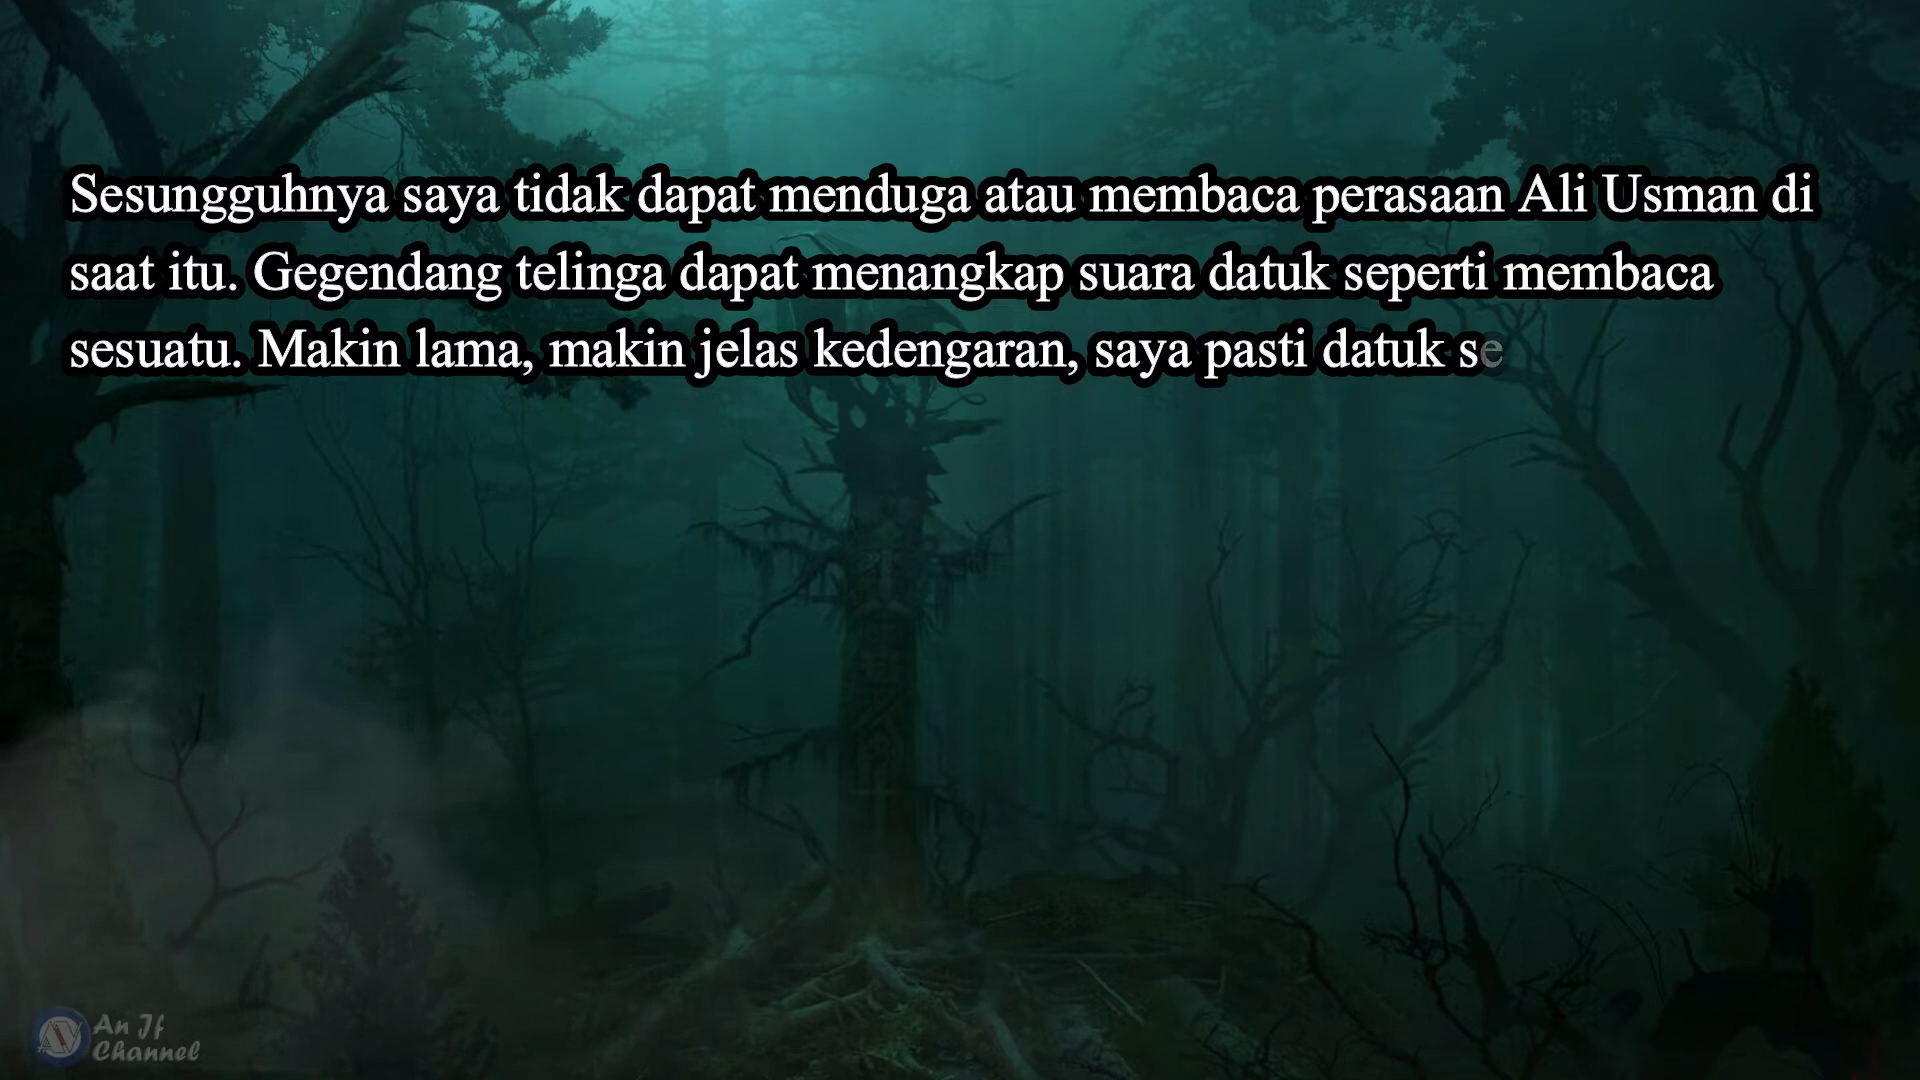 Sesungguhnya saya tidak dapat menduga atau membaca perasaan Ali Usman di
saat itu. Gegendang telinga dapat menangkap suara datuk seperti membaca
sesuatu. Makin lama, makin jelas kedengaran, saya pasti datuk se
An Jf
Channel